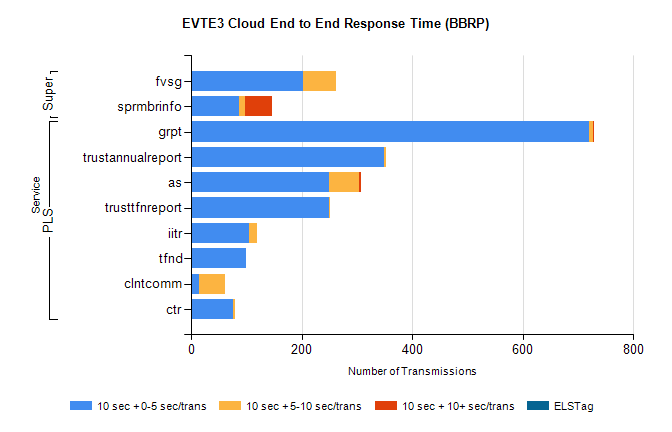 EVTE3 Cloud End to End Response Time (BBRP)
Super
fvsg
sprmbrinfo
Service
PLS
grpt
trustannualreport
as
trusttfnreport
iitr
tfnd
clntcomm
ctr
0 200 400 600 800
Number of Transmissions
10 sec +0-5 sec/trans 10 sec +5-10 sec/trans 10 sec + 10+ sec/trans ELSTag